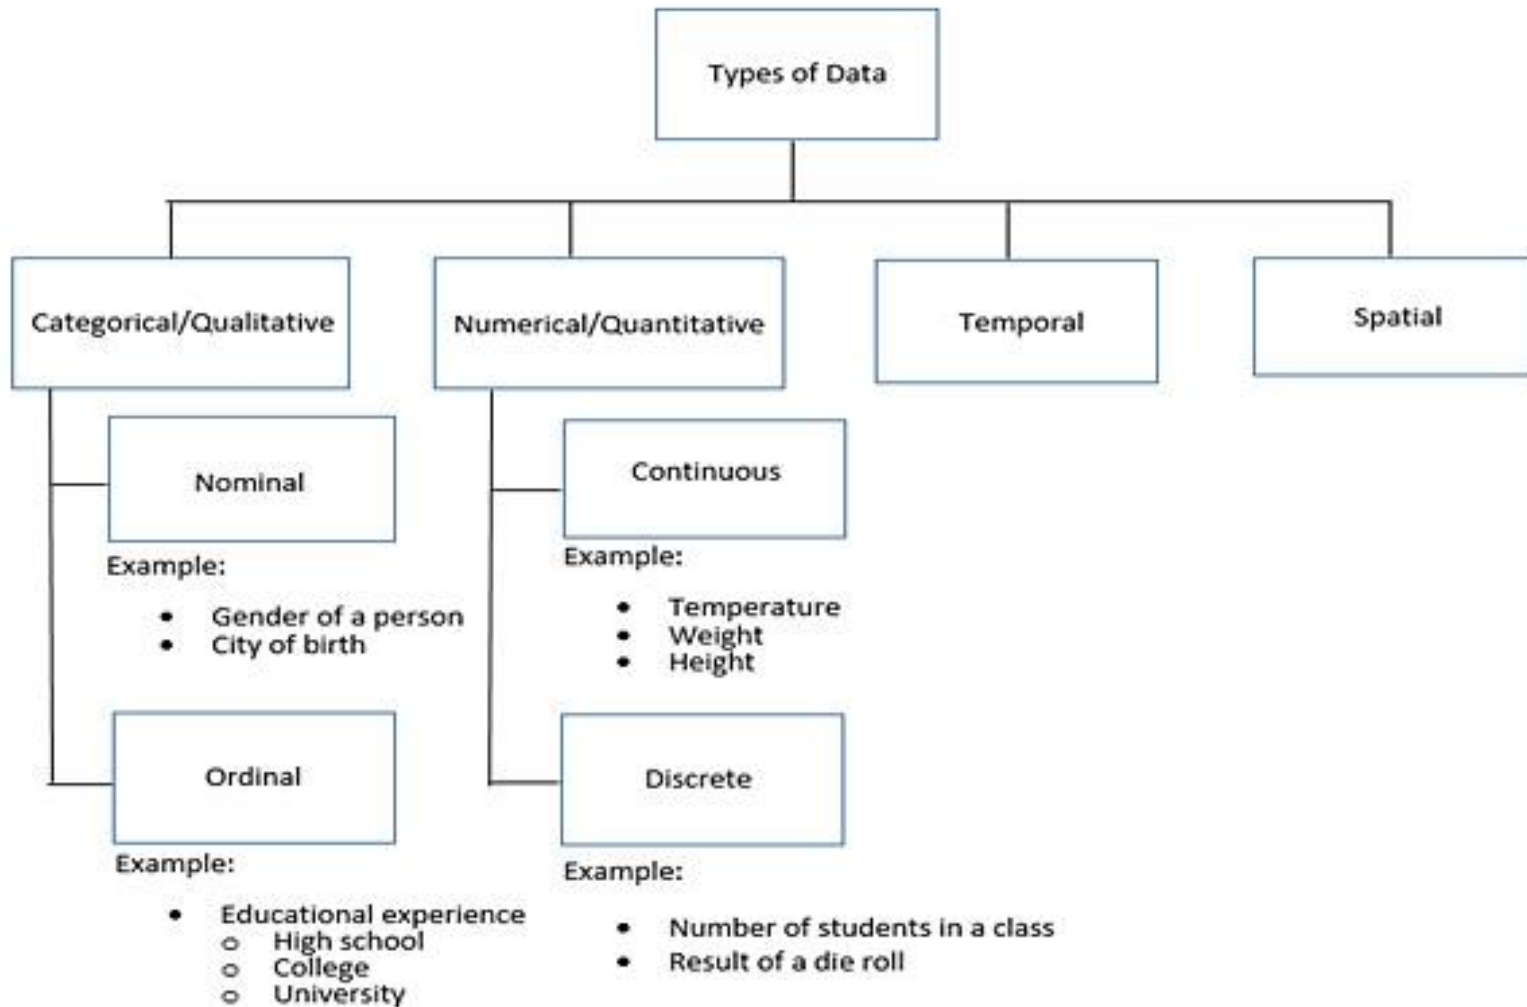 Types of Data
Categorical/Qualitative
Nominal
Example:
• Gender of a person
• City of birth
Ordinal
Example:
• Educational experience
o High school
o College
o University
Numerical/Quantitative
Continuous
Example:
• Temperature
• Weight
• Height
Discrete
Example:
• Number of students in a class
• Result of a die roll
Temporal
Spatial